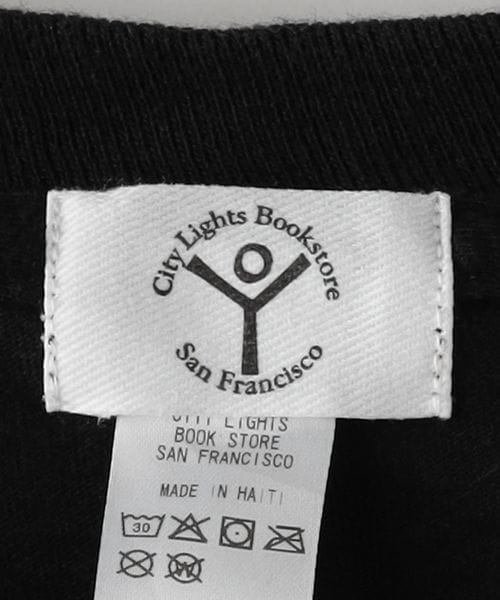 City Lights Bookstore
San Francisco
CITY LIGHTS
BOOK STORE
SAN FRANCISCO
MADE IN HAITI
30
W